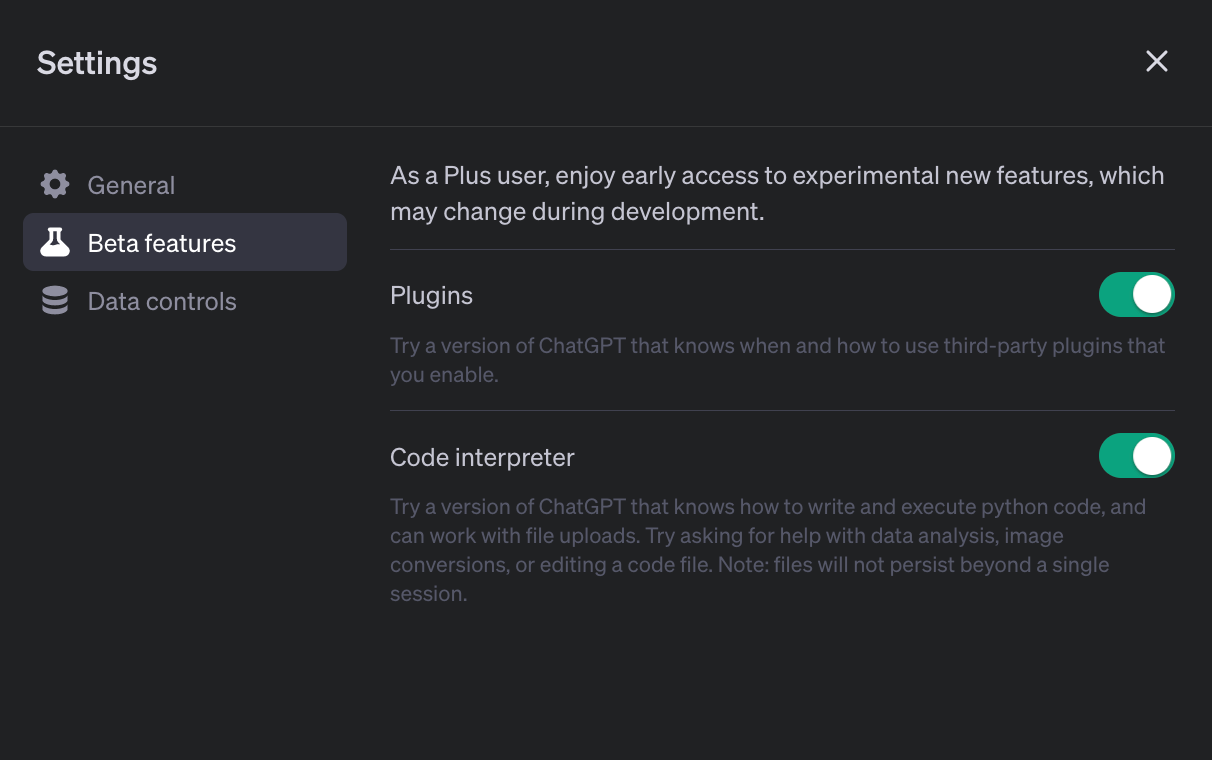 Settings
General
Beta features
Data controls
As a Plus user, enjoy early access to experimental new features, which
may change during development.
Plugins
Try a version of ChatGPT that knows when and how to use third-party plugins that
you enable.
Code interpreter
Try a version of ChatGPT that knows how to write and execute python code, and
can work with file uploads. Try asking for help with data analysis, image
conversions, or editing a code file. Note: files will not persist beyond a single
session.